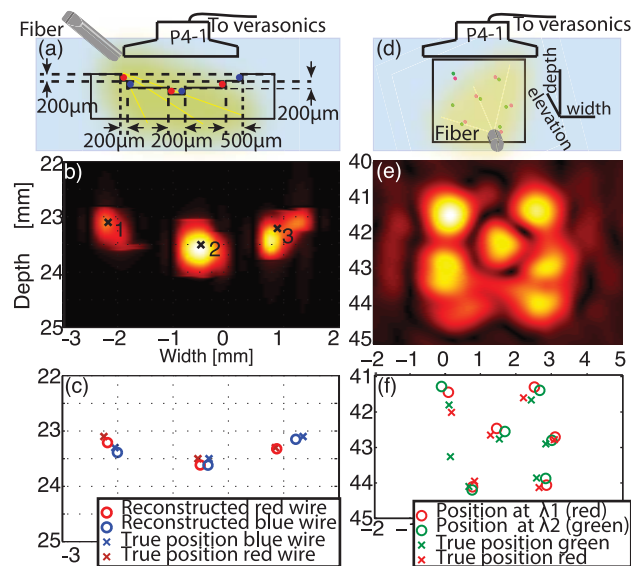 Fiber
To verasonics
P4-1
(a)
200µm
200µm
200µm
200µm
500µm
To verasonics
P4-1
(d)
Fiber
depth
elevation
width
b)
22
23
24
25
Depth [mm]
1
2
3
−2
−1
0
1
Width [mm]
(e)
40
41
42
43
44
45
(c)
22
23
24
25
-3
Reconstructed red wire
Reconstructed blue wire
True position blue wire
True position red wire
-2 -1 0 1 2 3 4 5
(f)
41
42
43
44
45
-2
5
Position at λ1 (red)
Position at λ2 (green)
True position green
True position red